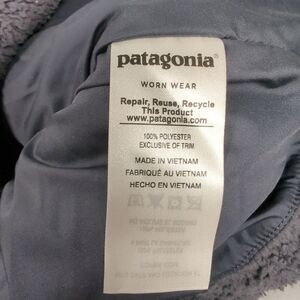 patagonia®
WORN WEAR
Repair, Reuse, Recycle
This Product
www.patagonia.com
100% POLYESTER
EXCLUSIVE OF TRIM
MADE IN VIETNAM
FABRIQUÉ AU VIETNAM
HECHO EN VIETNAM